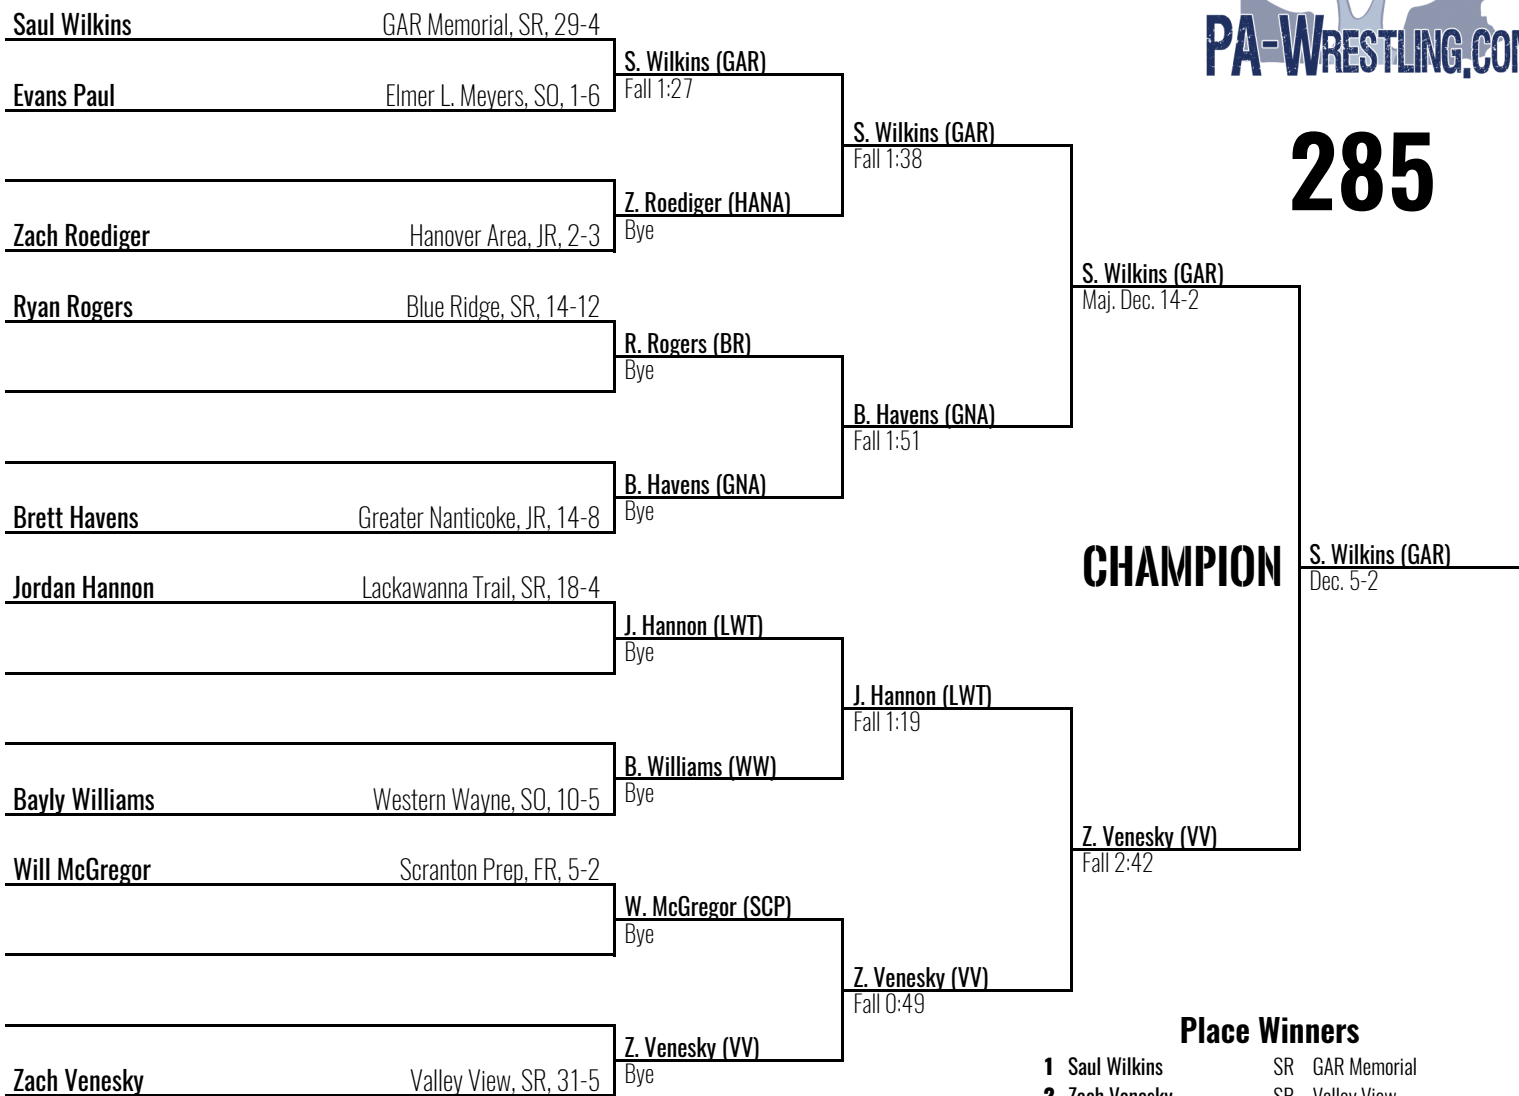 PA-WRESTLING.CO
285
Saul Wilkins GAR Memorial, SR, 29-4
Evans Paul Elmer L. Meyers, SO, 1-6
Zach Roediger Hanover Area, JR, 2-3
Ryan Rogers Blue Ridge, SR, 14-12
Brett Havens Greater Nanticoke, JR, 14-8
Jordan Hannon Lackawanna Trail, SR, 18-4
Bayly Williams Western Wayne, SO, 10-5
Will McGregor Scranton Prep, FR, 5-2
Zach Venesky Valley View, SR, 31-5
S. Wilkins (GAR)
Fall 1:27
Z. Roediger (HANA)
Bye
R. Rogers (BR)
Bye
B. Havens (GNA)
Bye
J. Hannon (LWT)
Bye
B. Williams (WW)
Bye
W. McGregor (SCP)
Bye
Z. Venesky (VV)
Bye
S. Wilkins (GAR)
Fall 1:38
B. Havens (GNA)
Fall 1:51
J. Hannon (LWT)
Fall 1:19
Z. Venesky (VV)
Fall 0:49
S. Wilkins (GAR)
Maj. Dec. 14-2
Z. Venesky (VV)
Fall 2:42
CHAMPION
S. Wilkins (GAR)
Dec. 5-2
Place Winners
1 Saul Wilkins SR GAR Memorial
2 Zach Venesky SR Valley View